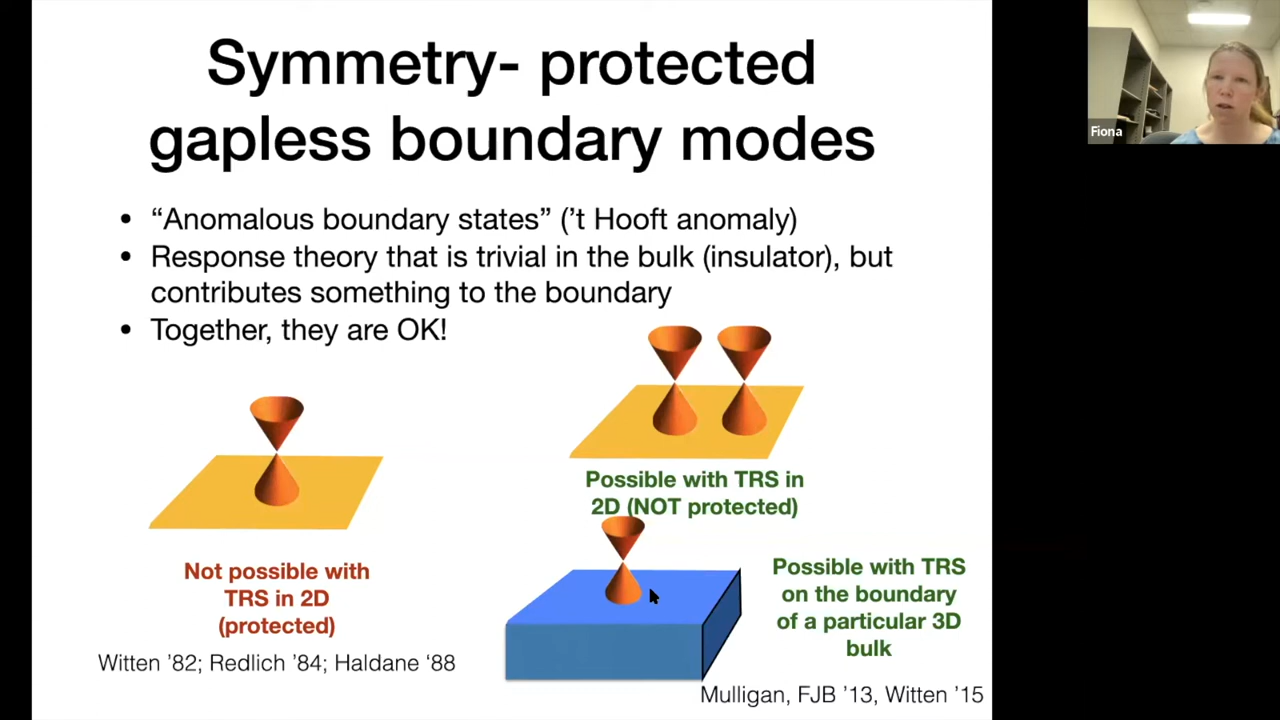 Symmetry- protected
gapless boundary modes
• “Anomalous boundary states” (’t Hooft anomaly)
• Response theory that is trivial in the bulk (insulator), but
contributes something to the boundary
• Together, they are OK!
Possible with TRS in
2D (NOT protected)
Not possible with
TRS in 2D
(protected)
Witten ’82; Redlich ’84; Haldane ‘88
Possible with TRS
on the boundary
of a particular 3D
bulk
Mulligan, FJB ’13, Witten ’15
Fiona